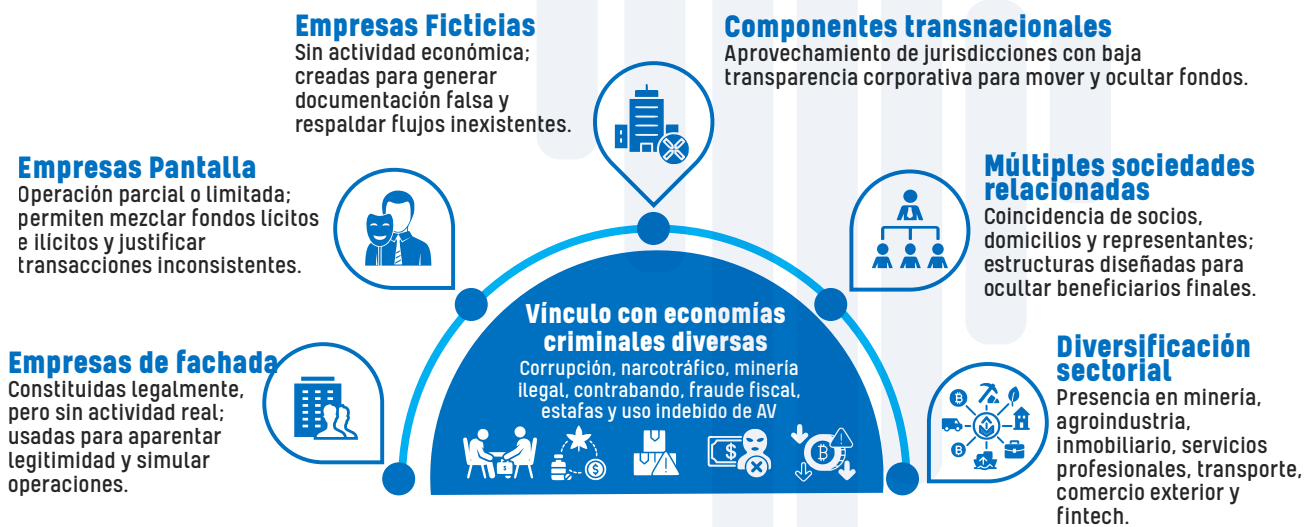 Empresas Ficticias
Sin actividad económica;
creadas para generar
documentación falsa y
respaldar flujos inexistentes.
Componentes transnacionales
Aprovechamiento de jurisdicciones con baja
transparencia corporativa para mover y ocultar fondos.
Empresas Pantalla
Operación parcial o limitada;
permiten mezclar fondos lícitos
e ilícitos y justificar
transacciones inconsistentes.
Múltiples sociedades
relacionadas
Coincidencia de socios,
domicilios y representantes;
estructuras diseñadas para
ocultar beneficiarios finales.
Empresas de fachada
Constituidas legalmente,
pero sin actividad real;
usadas para aparentar
legitimidad y simular
operaciones.
Vínculo con economías
criminales diversas
Corrupción, narcotráfico, minería
ilegal, contrabando, fraude fiscal,
estafas y uso indebido de AV
Diversificación
sectorial
Presencia en minería,
agroindustria,
inmobiliario, servicios
profesionales, transporte,
comercio exterior y
fintech.